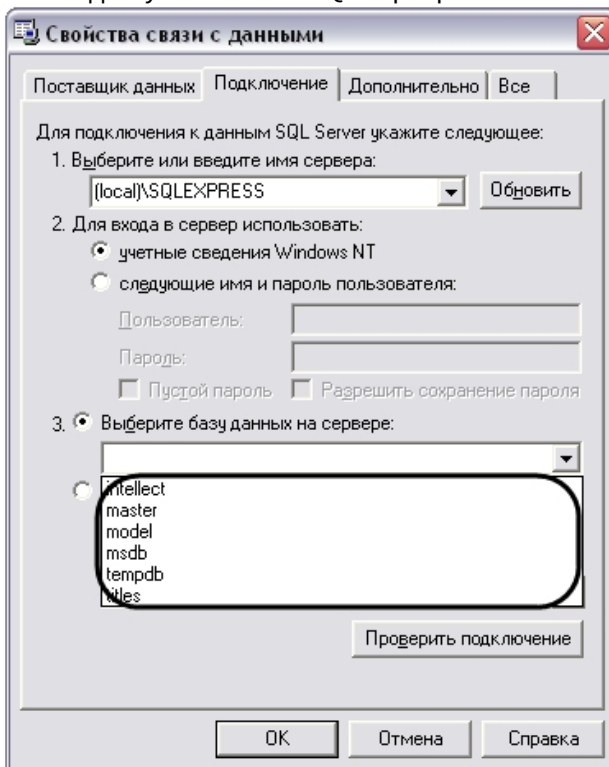 Свойства связи с данными
Поставщик данных Подключение Дополнительно Все
Для подключения к данным SQL Server укажите следующее:
1. Выберите или введите имя сервера:
(local)\SQLEXPRESS Обновить
2. Для входа в сервер использовать:
учетные сведения Windows NT
следующие имя и пароль пользователя:
Пользователь:
Пароль:
Пустой пароль Разрешить сохранение пароля
3. Выберите базу данных на сервере:
intellect
master
model
msdb
tempdb
titles
Проверить подключение
OK Отмена Справка